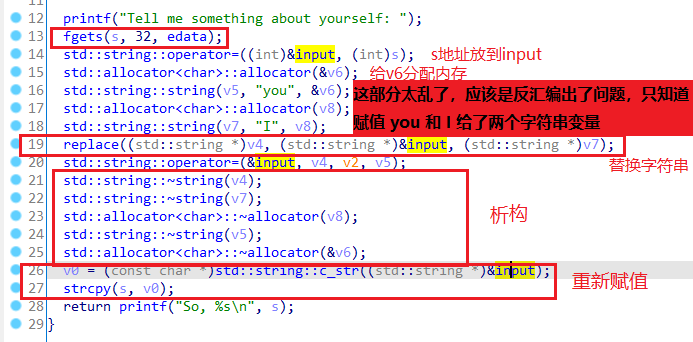 11
12 printf("Tell me something about yourself: ");
13 fgets(s, 32, edata);
14 std::string::operator=((int)&input, (int)s); s地址放到input
15 std::allocator<char>::allocator(&v6); 给v6分配内存
16 std::string::string(v5, "you", &v6); 这部分太乱了，应该是反汇编出了问题，只知道
17 std::allocator<char>::allocator(v8); 赋值 you 和 I 给了两个字符串变量
18 std::string::string(v7, "I", v8);
19 replace((std::string *)v4, (std::string *)&input, (std::string *)v7);
20 std::string::operator=(&input, v4, v2, v5); 替换字符串
21 std::string::~string(v4);
22 std::string::~string(v7);
23 std::allocator<char>::~allocator(v8); 析构
24 std::string::~string(v5);
25 std::allocator<char>::~allocator(&v6);
26 v0 = (const char *)std::string::c_str((std::string *)&input);
27 strcpy(s, v0); 重新赋值
28 return printf("So, %s\n", s);
29 }